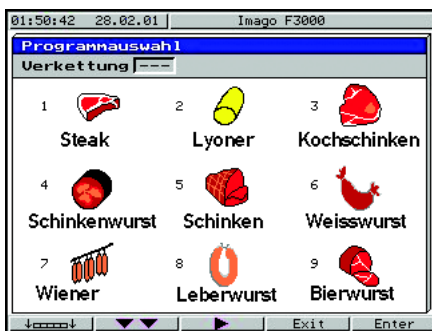 01:50:42 28.02.01 Imago F3000
Programmauswahl
Verkettung ---
1 2 3
Steak Lyoner Kochschinken
4 5 6
Schinkenwurst Schinken Weisswurst
7 8 9
Wiener Leberwurst Bierwurst
Exit Enter